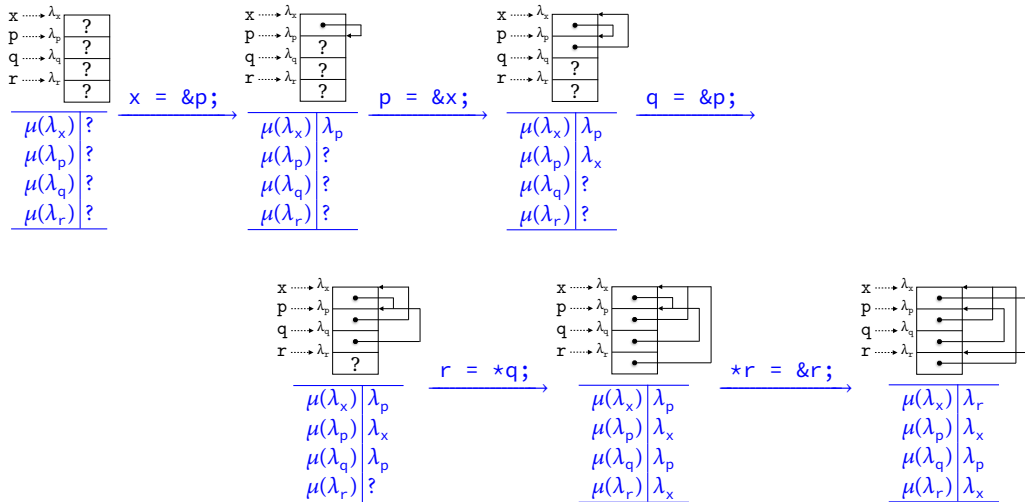 x λx ?
p λp ?
q λq ?
r λr ?
μ(λx) ?
μ(λp) ?
μ(λq) ?
μ(λr) ?
x = &p;
x λx
p λp ?
q λq ?
r λr ?
μ(λx) λp
μ(λp) ?
μ(λq) ?
μ(λr) ?
p = &x;
x λx
p λp
q λq ?
r λr ?
μ(λx) λp
μ(λp) λx
μ(λq) ?
μ(λr) ?
q = &p;
x λx
p λp
q λq
r λr ?
μ(λx) λp
μ(λp) λx
μ(λq) λp
μ(λr) ?
r = *q;
x λx
p λp
q λq
r λr
μ(λx) λp
μ(λp) λx
μ(λq) λp
μ(λr) λx
*r = &r;
x λx
p λp
q λq
r λr
μ(λx) λr
μ(λp) λx
μ(λq) λp
μ(λr) λx